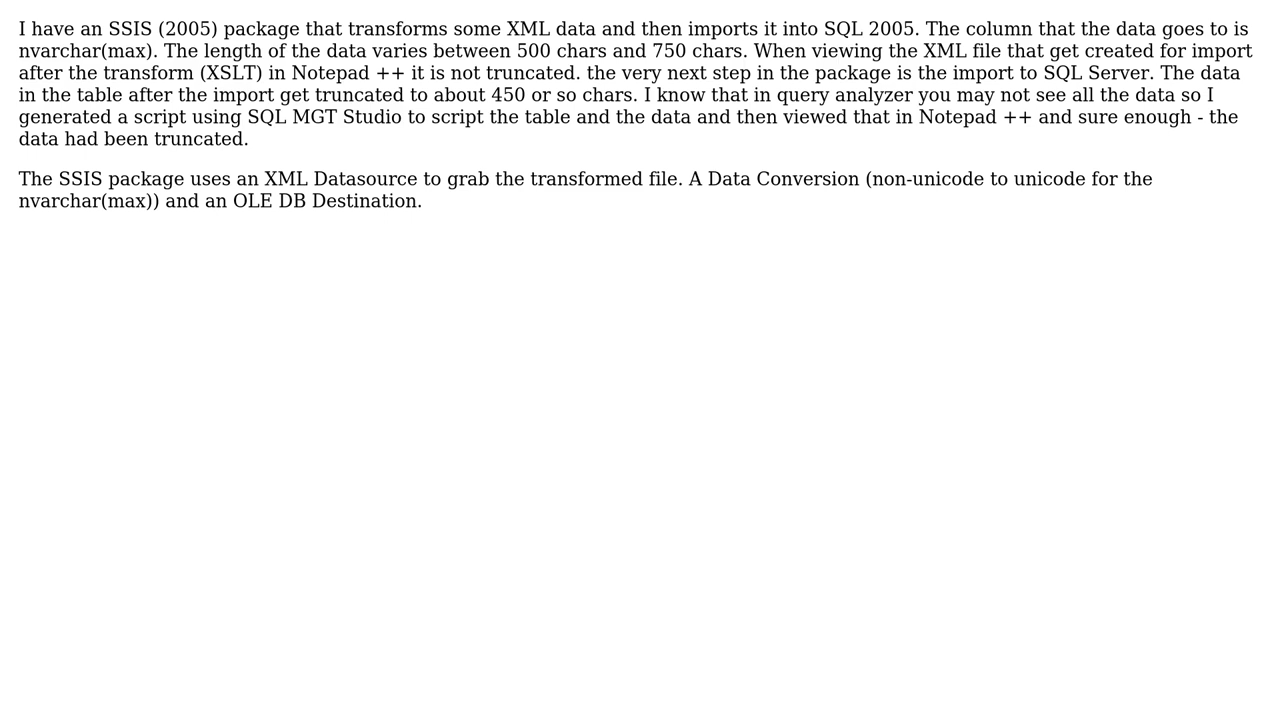 I have an SSIS (2005) package that transforms some XML data and then imports it into SQL 2005. The column that the data goes to is
nvarchar(max). The length of the data varies between 500 chars and 750 chars. When viewing the XML file that get created for import
after the transform (XSLT) in Notepad ++ it is not truncated. the very next step in the package is the import to SQL Server. The data
in the table after the import get truncated to about 450 or so chars. I know that in query analyzer you may not see all the data so I
generated a script using SQL MGT Studio to script the table and the data and then viewed that in Notepad ++ and sure enough - the
data had been truncated.
The SSIS package uses an XML Datasource to grab the transformed file. A Data Conversion (non-unicode to unicode for the
nvarchar(max)) and an OLE DB Destination.